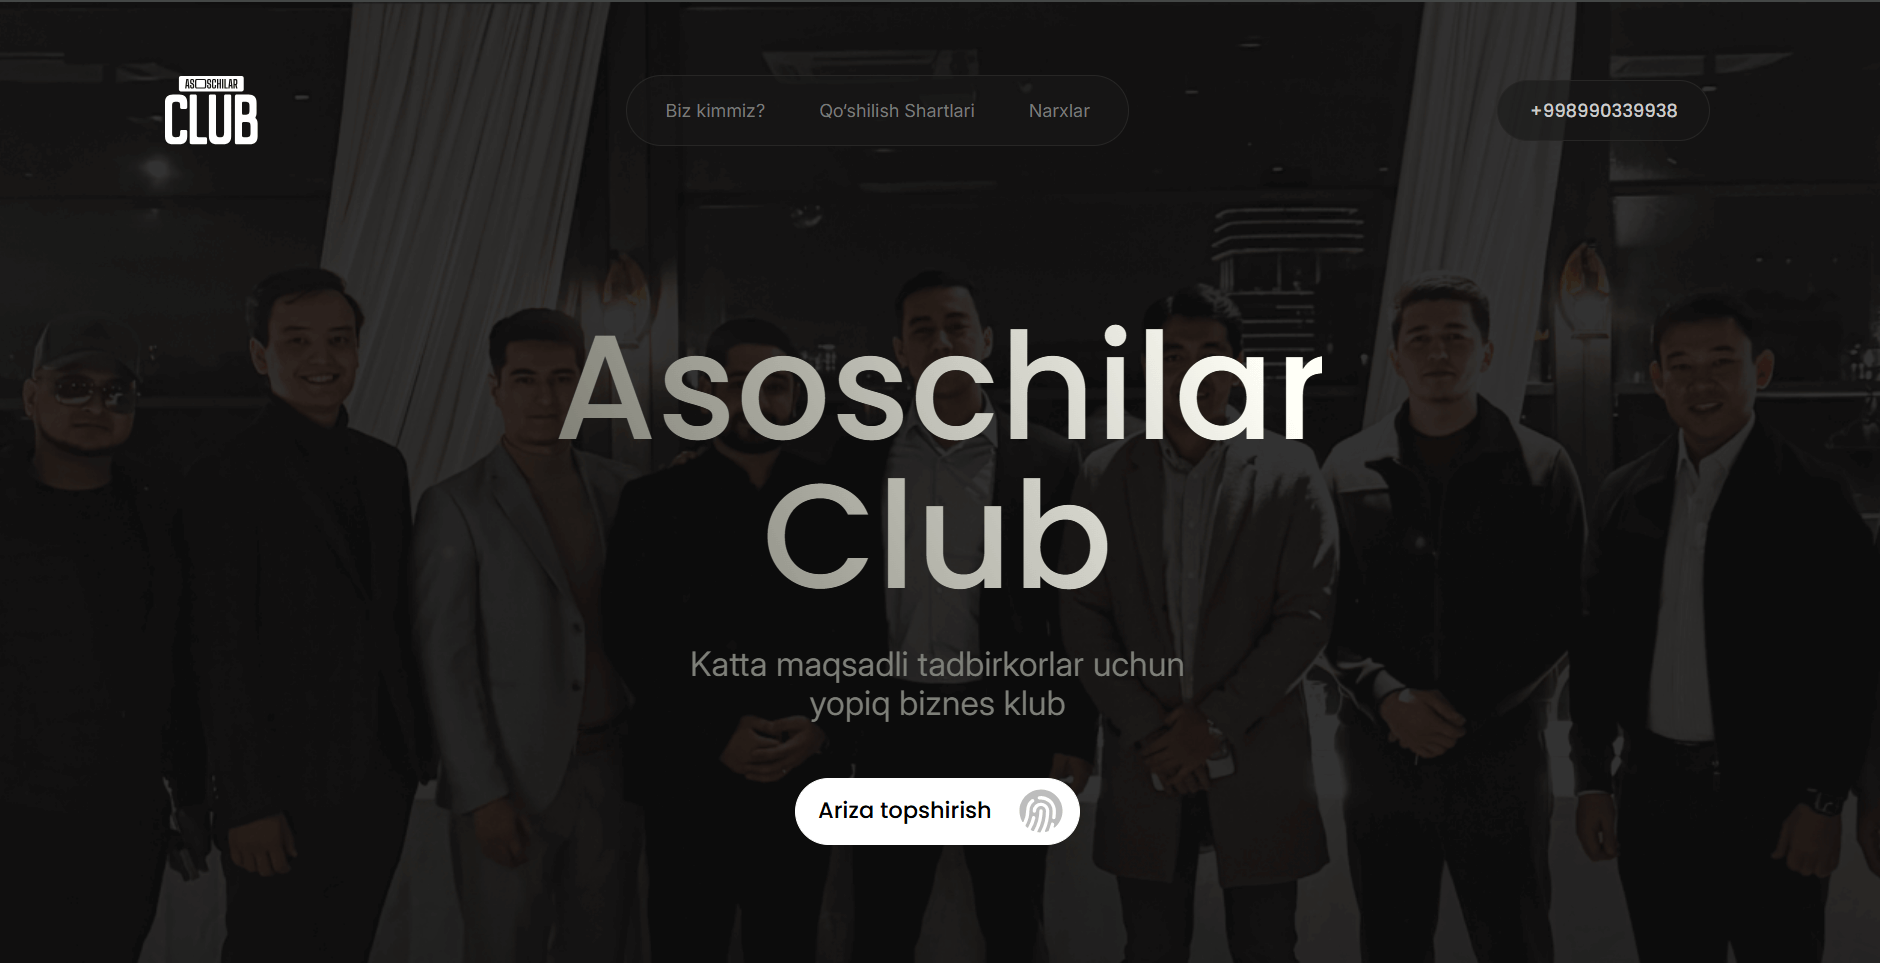 ASOSCHILAR
CLUB
Biz kimmiz?
Qo‘shilish Shartlari
Narxlar
+998990339938
Asoschilar
Club
Katta maqsadli tadbirkorlar uchun
yopiq biznes klub
Ariza topshirish